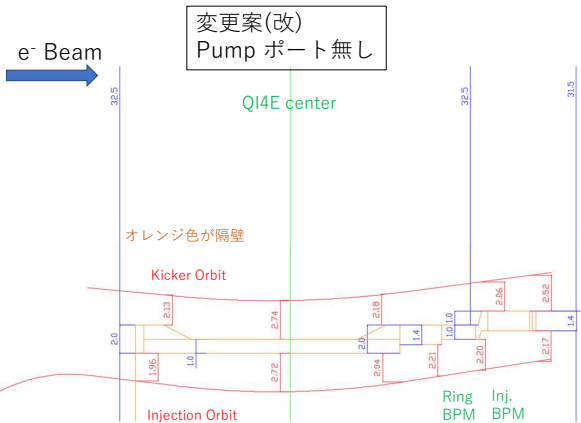 変更案(改)
Pump ポート無し
e⁻ Beam
32.5
32.5
31.5
QI4E center
オレンジ色が隔壁
Kicker Orbit
2.13
2.74
2.18
2.06
2.52
2.0
1.0
2.0
1.4
1.0
1.0
1.4
1.96
2.72
2.04
2.21
2.20
2.17
Injection Orbit
Ring
BPM
Inj.
BPM